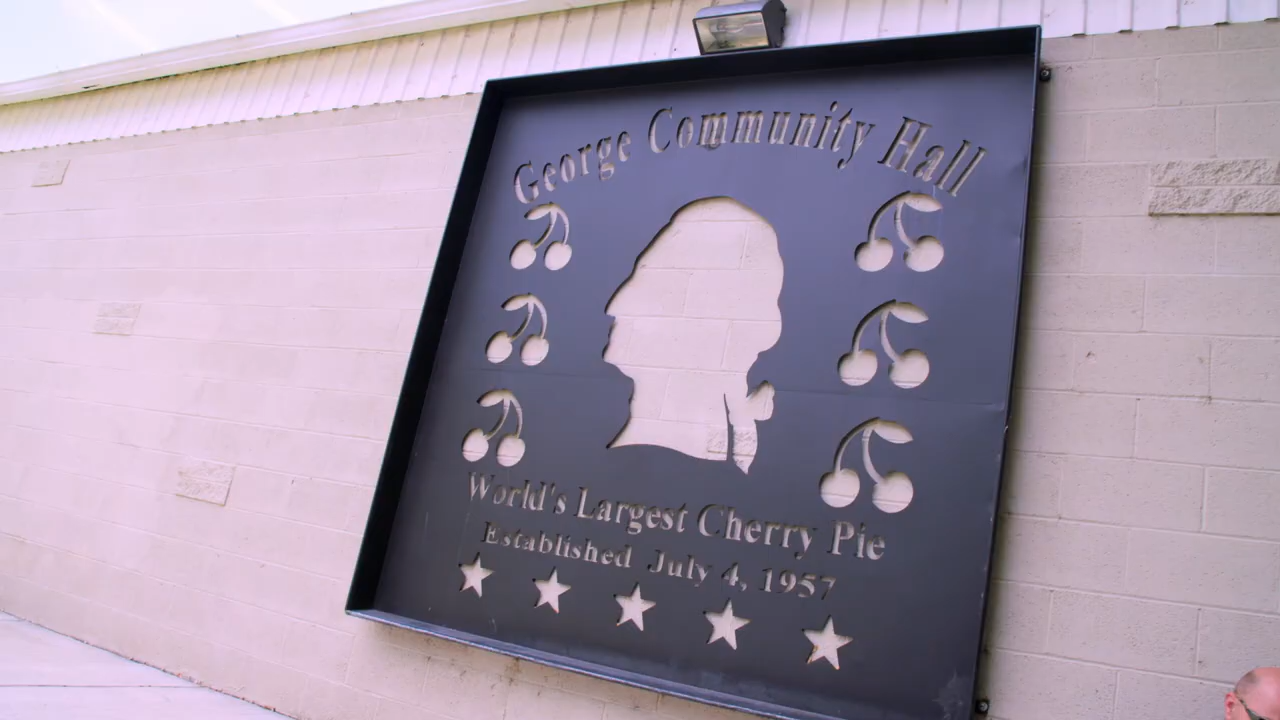 George Community Hall
World's Largest Cherry Pie
Established July 4, 1957